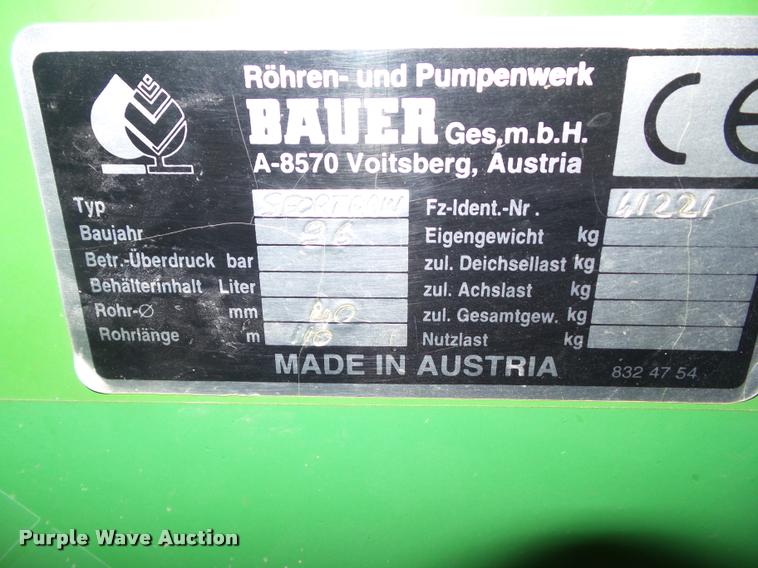 Röhren- und Pumpenwerk
BAUER Ges.m.b.H.
A-8570 Voitsberg, Austria
CE
Typ
Baujahr 96
Betr.-Überdruck bar
Behälterinhalt Liter
Rohr-Ø mm
Rohrlänge m
Fz-Ident.-Nr. 41221
Eigengewicht kg
zul. Deichsellast kg
zul. Achslast kg
zul. Gesamtgew. kg
Nutzlast kg
MADE IN AUSTRIA
832 47 54
Purple Wave Auction